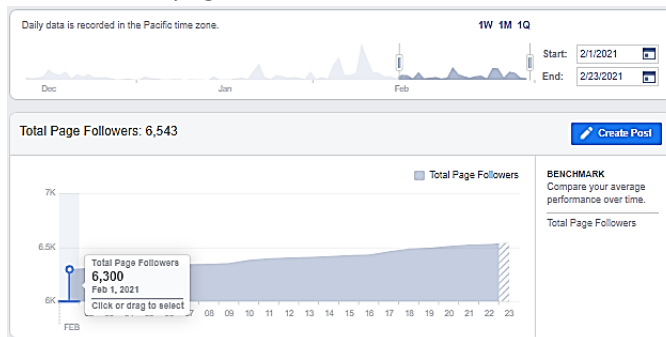 Daily data is recorded in the Pacific time zone.
1W 1M 1Q
Start: 2/1/2021
End: 2/23/2021
Dec Jan Feb
Total Page Followers: 6,543
Create Post
Total Page Followers
BENCHMARK
Compare your average
performance over time.
Total Page Followers
7K
6.5K
6K
Total Page Followers
6,300
Feb 1, 2021
Click or drag to select
08 09 10 11 12 13 14 15 16 17 18 19 20 21 22 23
FEB